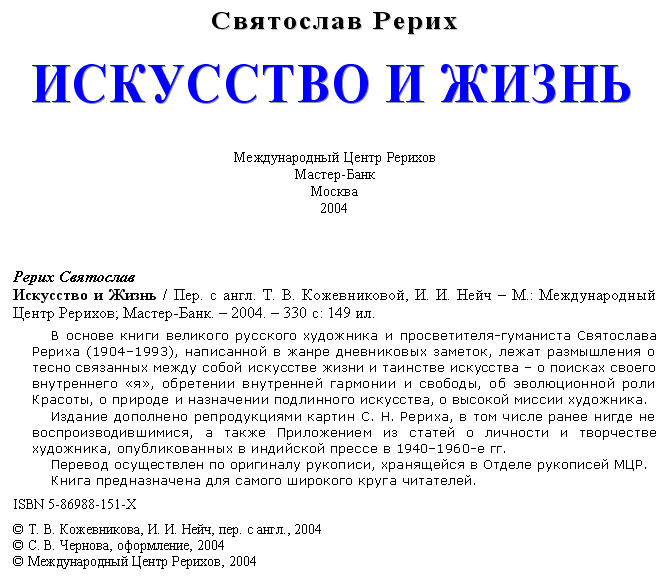 Святослав Рерих
ИСКУССТВО И ЖИЗНЬ
Международный Центр Рерихов
Мастер-Банк
Москва
2004
Рерих Святослав
Искусство и Жизнь / Пер. с англ. Т. В. Кожевниковой, И. И. Нейч – М.: Международный
Центр Рерихов; Мастер-Банк. – 2004. – 330 с: 149 ил.
В основе книги великого русского художника и просветителя-гуманиста Святослава
Рериха (1904–1993), написанной в жанре дневниковых заметок, лежат размышления о
тесно связанных между собой искусстве жизни и таинстве искусства – о поисках своего
внутреннего «я», обретении внутренней гармонии и свободы, об эволюционной роли
Красоты, о природе и назначении подлинного искусства, о высокой миссии художника.
Издание дополнено репродукциями картин С. Н. Рериха, в том числе ранее нигде не
воспроизводившимися, а также Приложением из статей о личности и творчестве
художника, опубликованных в индийской прессе в 1940–1960-е гг.
Перевод осуществлен по оригиналу рукописи, хранящейся в Отделе рукописей МЦР.
Книга предназначена для самого широкого круга читателей.
ISBN 5-86988-151-X
© Т. В. Кожевникова, И. И. Нейч, пер. с англ., 2004
© С. В. Чернова, оформление, 2004
© Международный Центр Рерихов, 2004